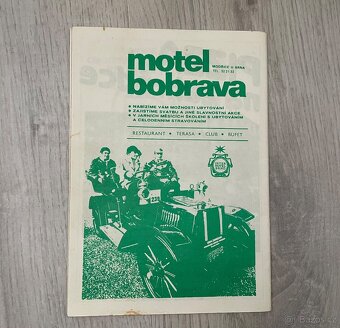 motel
MODŘICE U BRNA
bobrava
• NABÍZÍME VÁM MOŽNOSTI UBYTOVÁNÍ
• ZAJISTÍME SVATBU A JINÉ SLAVNOSTNÍ AKCE
• V JARNÍCH MĚSÍCÍCH ŠKOLENÍ S UBYTOVÁNÍM
A CELODENNÍM STRAVOVÁNÍM
RESTAURANT • TERASA • CLUB • BUFET